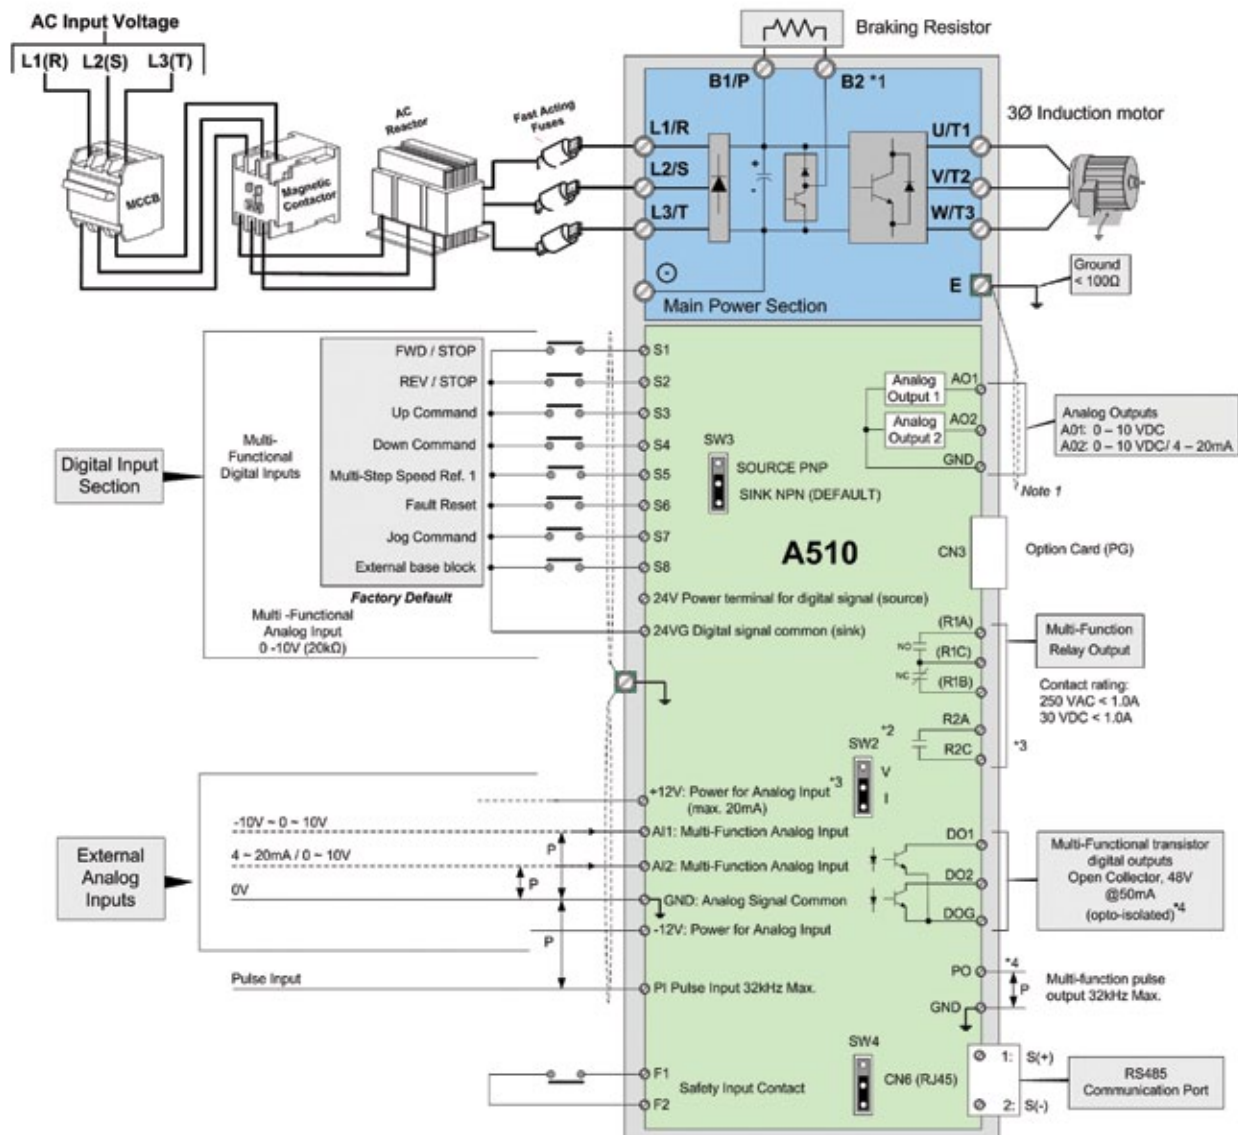 AC Input Voltage
L1(R) L2(S) L3(T)
MCCB
Magnetic
Contactor
AC
Reactor
Fast Acting
Fuses
Braking Resistor
B1/P
B2 *1
L1/R
L2/S
L3/T
U/T1
V/T2
W/T3
+
-
3Ø Induction motor
E
Ground
< 100Ω
Main Power Section
Digital Input
Section
Multi-
Functional
Digital Inputs
FWD / STOP
REV / STOP
Up Command
Down Command
Multi-Step Speed Ref. 1
Fault Reset
Jog Command
External base block
Factory Default
Multi -Functional
Analog Input
0 -10V (20kΩ)
S1
S2
S3
S4
S5
S6
S7
S8
24V Power terminal for digital signal (source)
24VG Digital signal common (sink)
SW3
SOURCE PNP
SINK NPN (DEFAULT)
A510
Analog
Output 1
AO1
Analog
Output 2
AO2
GND
Analog Outputs
A01: 0 – 10 VDC
A02: 0 – 10 VDC/ 4 – 20mA
Note 1
CN3
Option Card (PG)
(R1A)
NO
(R1C)
NC
(R1B)
R2A
R2C
*3
Multi-Function
Relay Output
Contact rating:
250 VAC < 1.0A
30 VDC < 1.0A
*2
SW2
*3
V
I
External
Analog
Inputs
-10V ~ 0 ~ 10V
4 ~ 20mA / 0 ~ 10V
0V
P
P
P
Pulse Input
+12V: Power for Analog Input
(max. 20mA)
AI1: Multi-Function Analog Input
AI2: Multi-Function Analog Input
GND: Analog Signal Common
-12V: Power for Analog Input
PI Pulse Input 32kHz Max.
DO1
DO2
DOG
Multi-Functional transistor
digital outputs
Open Collector, 48V
@50mA
(opto-isolated)*4
PO
*4
P
GND
Multi-function pulse
output 32kHz Max.
F1
F2
Safety Input Contact
SW4
CN6 (RJ45)
1: S(+)
2: S(-)
RS485
Communication Port